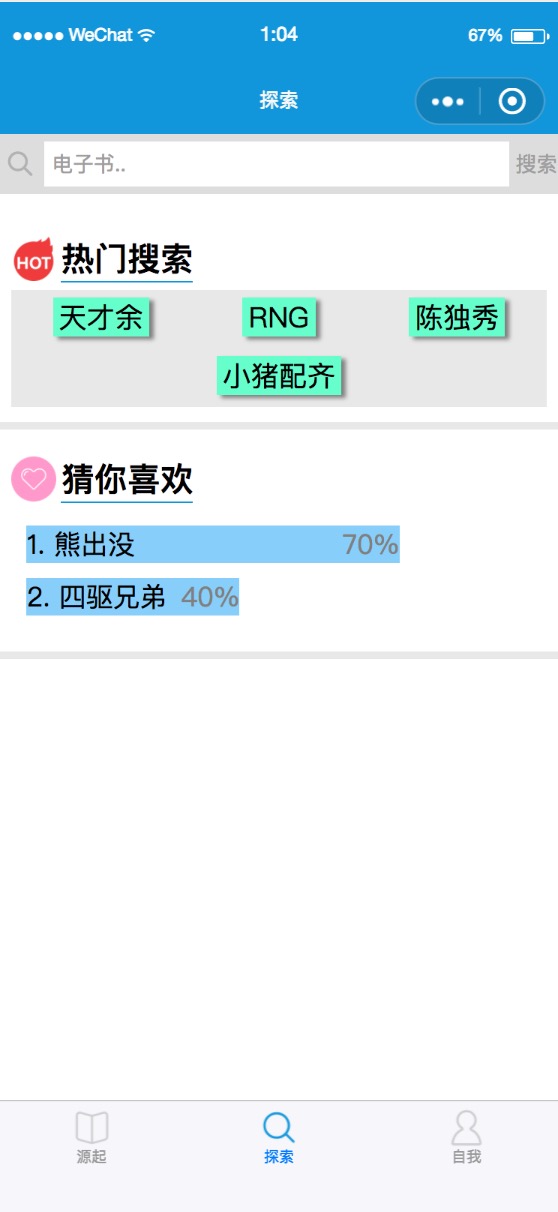 WeChat 1:04 67%
探索
电子书.. 搜索
HOT 热门搜索
天才余 RNG 陈独秀
小猪配齐
猜你喜欢
1. 熊出没 70%
2. 四驱兄弟 40%
源起 探索 自我